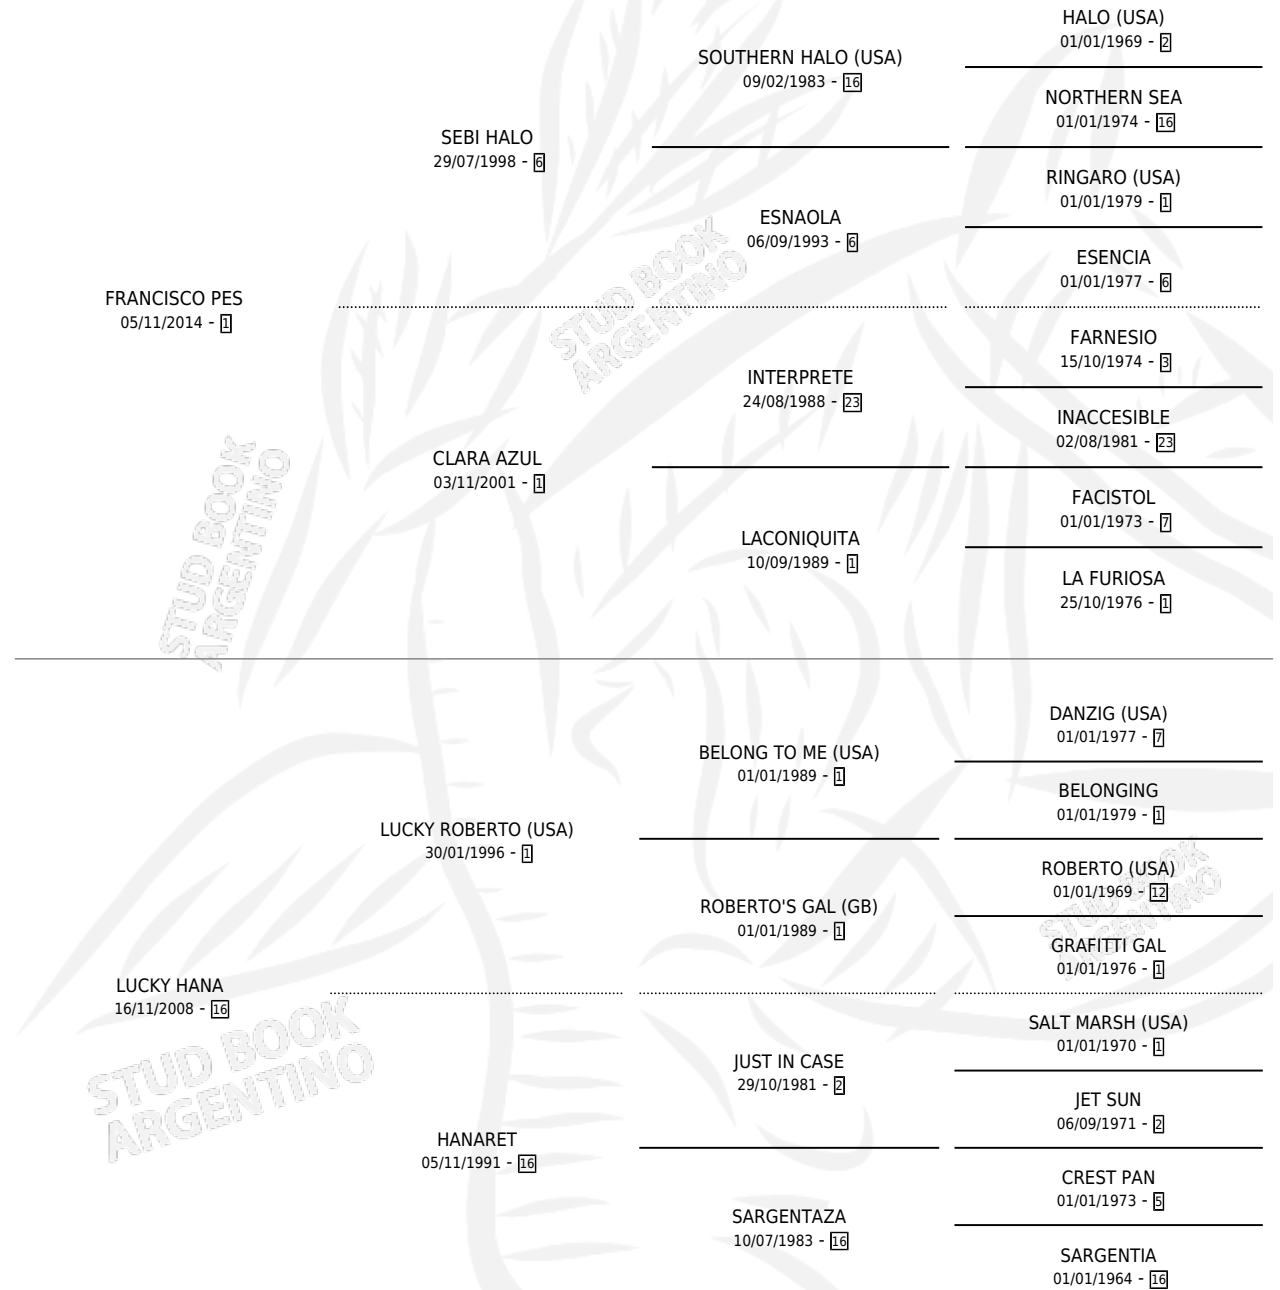 HALO (USA)
01/01/1969 - 2
SOUTHERN HALO (USA)
09/02/1983 - 16
NORTHERN SEA
01/01/1974 - 16
SEBI HALO
29/07/1998 - 6
RINGARO (USA)
01/01/1979 - 1
ESNAOLA
06/09/1993 - 6
ESENCIA
01/01/1977 - 6
FRANCISCO PES
05/11/2014 - 1
FARNESIO
15/10/1974 - 3
INTERPRETE
24/08/1988 - 23
INACCESIBLE
02/08/1981 - 23
CLARA AZUL
03/11/2001 - 1
FACISTOL
01/01/1973 - 7
LACONIQUITA
10/09/1989 - 1
LA FURIOSA
25/10/1976 - 1
DANZIG (USA)
01/01/1977 - 7
BELONG TO ME (USA)
01/01/1989 - 1
BELONGING
01/01/1979 - 1
LUCKY ROBERTO (USA)
30/01/1996 - 1
ROBERTO (USA)
01/01/1969 - 12
ROBERTO'S GAL (GB)
01/01/1989 - 1
GRAFITTI GAL
01/01/1976 - 1
LUCKY HANA
16/11/2008 - 16
SALT MARSH (USA)
01/01/1970 - 1
JUST IN CASE
29/10/1981 - 2
JET SUN
06/09/1971 - 2
HANARET
05/11/1991 - 16
CREST PAN
01/01/1973 - 5
SARGENTAZA
10/07/1983 - 16
SARGENTIA
01/01/1964 - 16
STUD BOOK
ARGENTINO
STUD BOOK
ARGENTINO
STUD BOOK
ARGENTINO
STUD BOOK
ARGENTINO